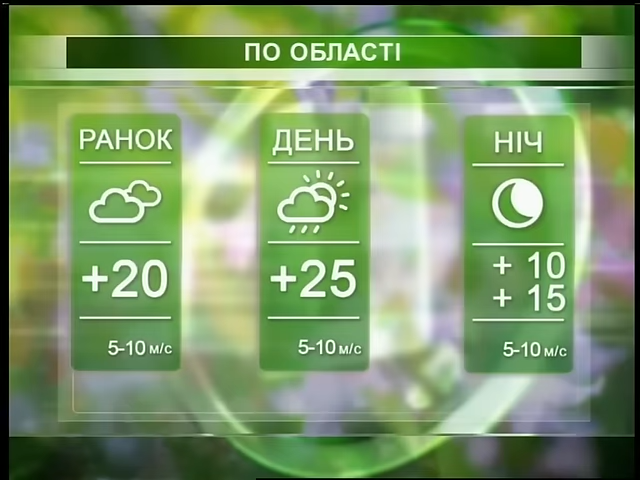 ПО ОБЛАСТІ
РАНОК
+20
5-10 м/с
ДЕНЬ
+25
5-10 м/с
НІЧ
+ 10
+ 15
5-10 м/с